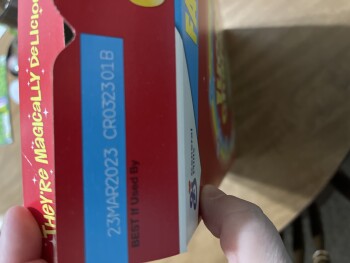 They're Magically Delicious
23MAR2023 CR032301B
BEST If Used By